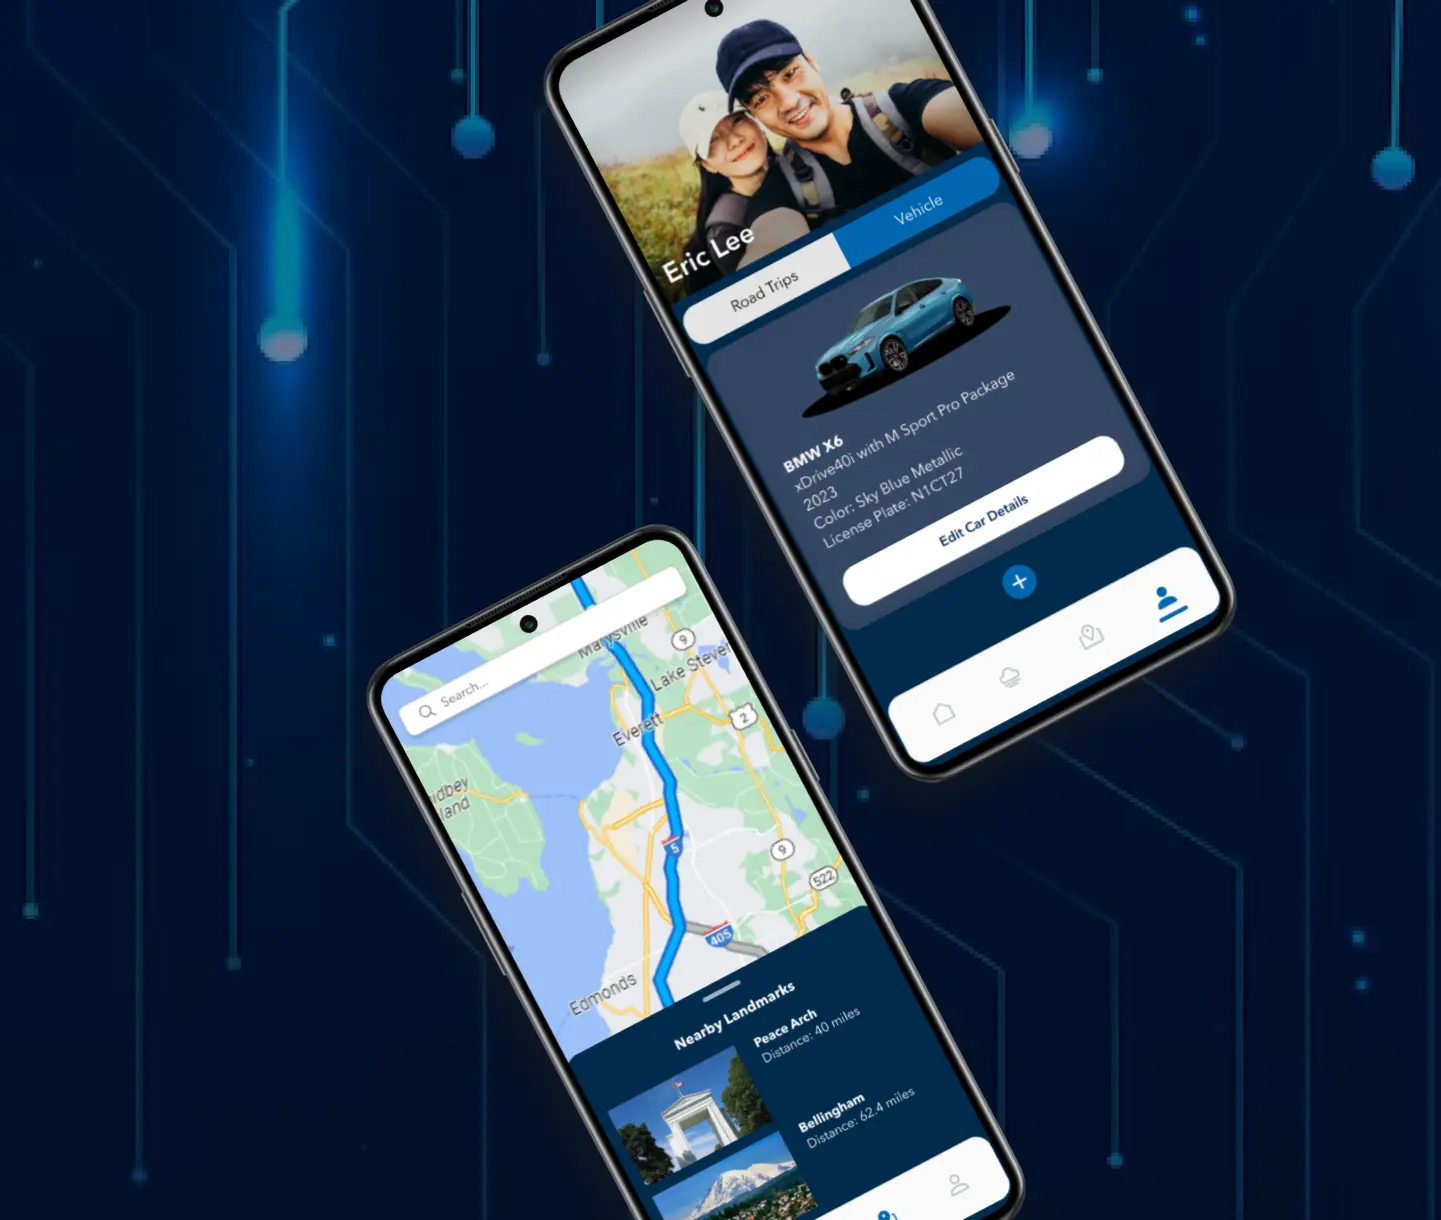 Eric Lee
Road Trips
Vehicle
BMW X6
xDrive40i with M Sport Pro Package
2023
Color: Sky Blue Metallic
License Plate: N1CT27
Edit Car Details
Search...
Marysville
9
Lake Steven
2
Everett
dbey
land
5
9
522
405
Edmonds
Nearby Landmarks
Peace Arch
Distance: 40 miles
Bellingham
Distance: 62.4 miles